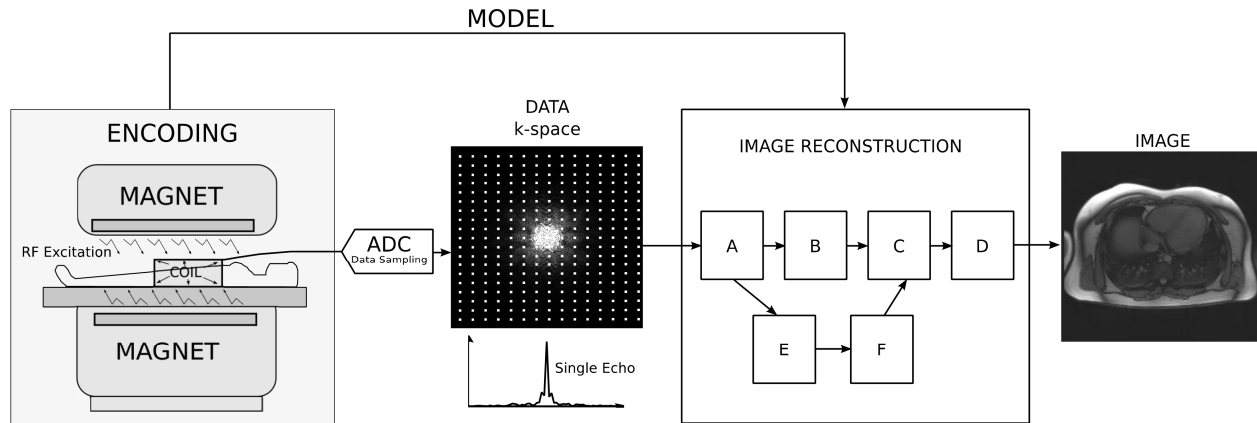 MODEL
ENCODING
MAGNET
RF Excitation
COIL
MAGNET
ADC
Data Sampling
DATA
k-space
Single Echo
IMAGE RECONSTRUCTION
A
B
C
D
E
F
IMAGE